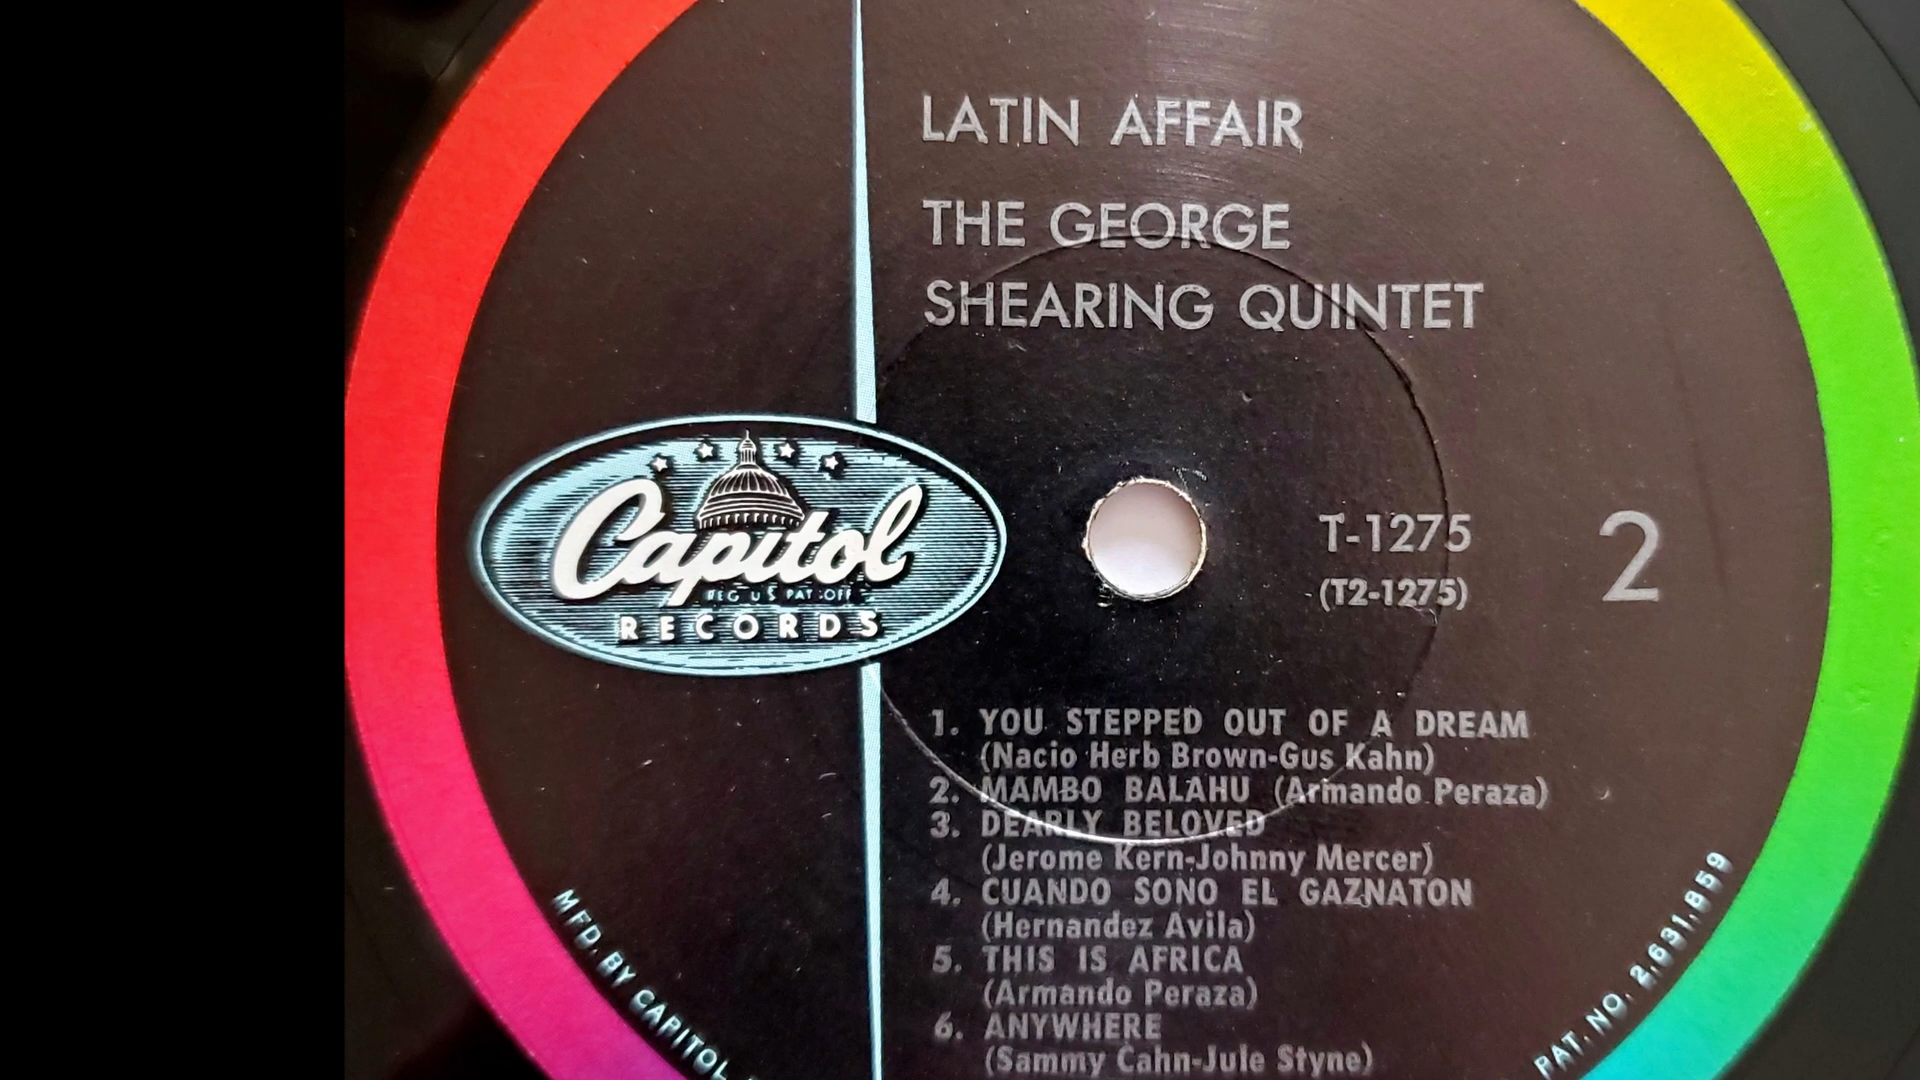 LATIN AFFAIR
THE GEORGE
SHEARING QUINTET
Capitol
REG. U.S. PAT. OFF.
RECORDS
T-1275
(T2-1275)
2
1. YOU STEPPED OUT OF A DREAM
(Nacio Herb Brown-Gus Kahn)
2. MAMBO BALAHU (Armando Peraza)
3. DEARLY BELOVED
(Jerome Kern-Johnny Mercer)
4. CUANDO SONO EL GAZNATON
(Hernandez Avila)
5. THIS IS AFRICA
(Armando Peraza)
6. ANYWHERE
(Sammy Cahn-Jule Styne)
MFD. BY CAPITOL
PAT. NO. 2,631,859